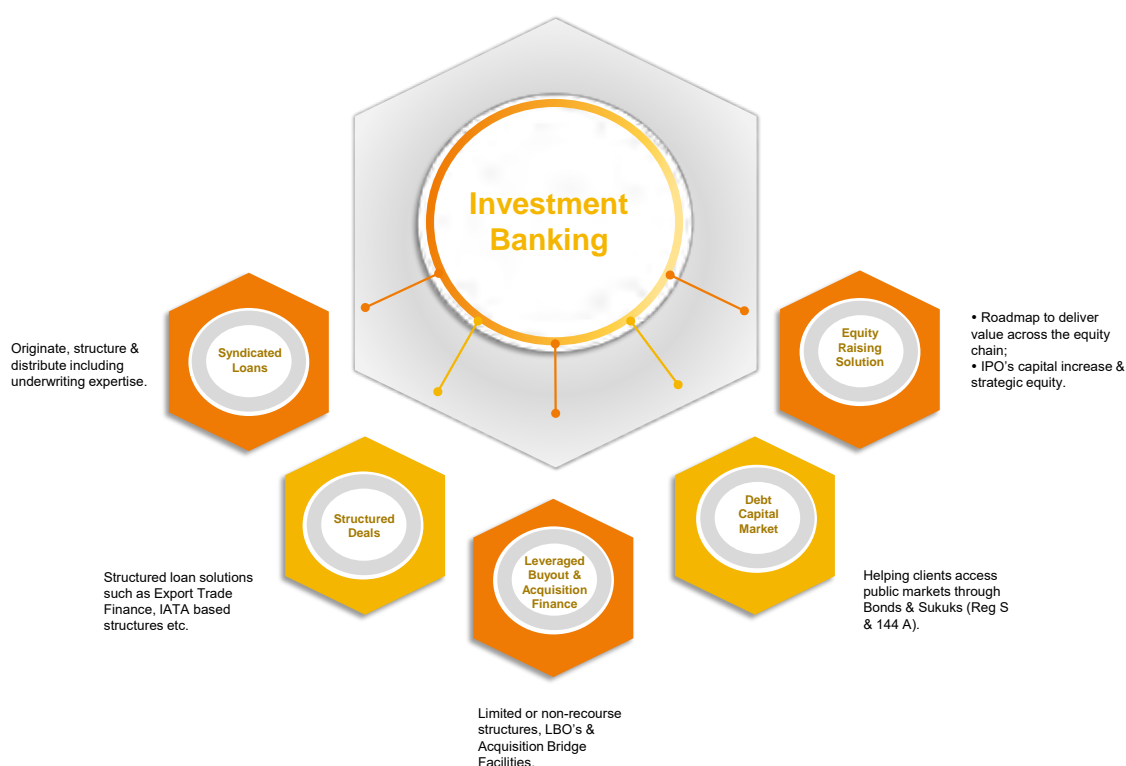 Investment
Banking
Syndicated
Loans
Originate, structure &
distribute including
underwriting expertise.
Equity
Raising
Solution
• Roadmap to deliver
value across the equity
chain;
• IPO's capital increase &
strategic equity.
Structured
Deals
Structured loan solutions
such as Export Trade
Finance, IATA based
structures etc.
Debt
Capital
Market
Helping clients access
public markets through
Bonds & Sukuks (Reg S
& 144 A).
Leveraged
Buyout &
Acquisition
Finance
Limited or non-recourse
structures, LBO's &
Acquisition Bridge
Facilities.